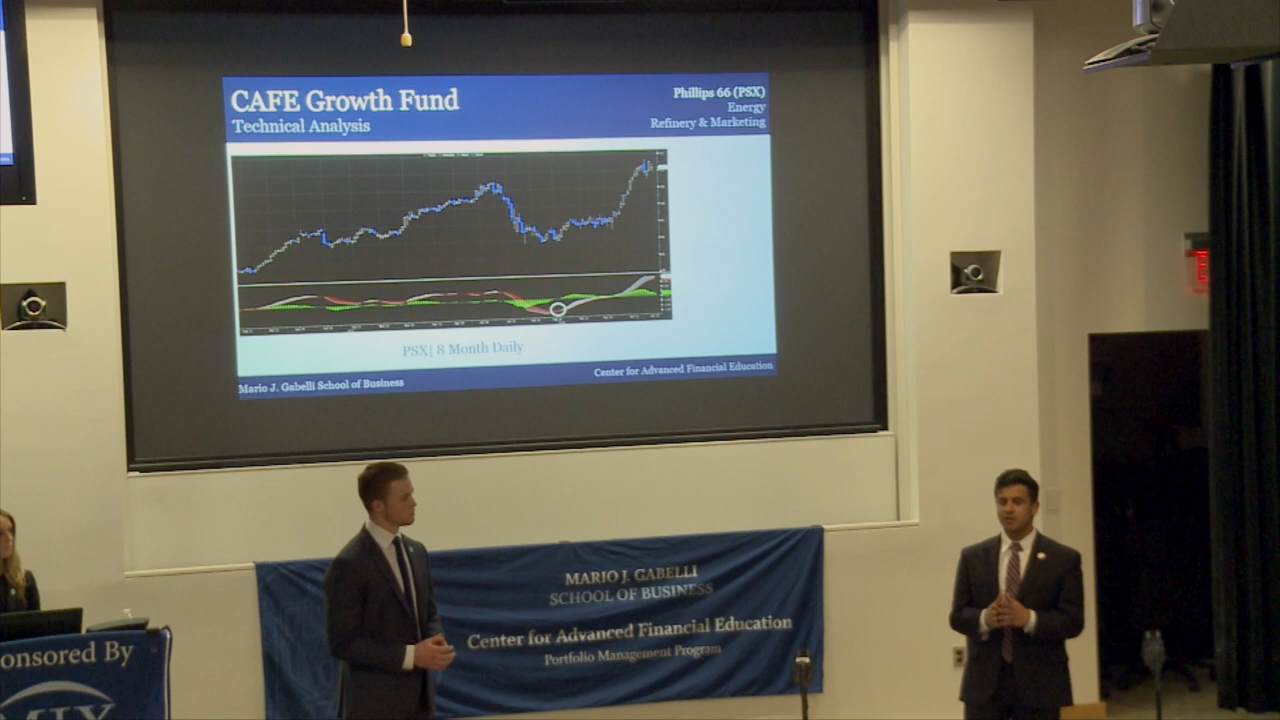 CAFE Growth Fund
Technical Analysis
Phillips 66 (PSX)
Energy
Refinery & Marketing
PSX| 8 Month Daily
Mario J. Gabelli School of Business
Center for Advanced Financial Education
MARIO J. GABELLI
SCHOOL OF BUSINESS
Center for Advanced Financial Education
Portfolio Management Program
onsored By